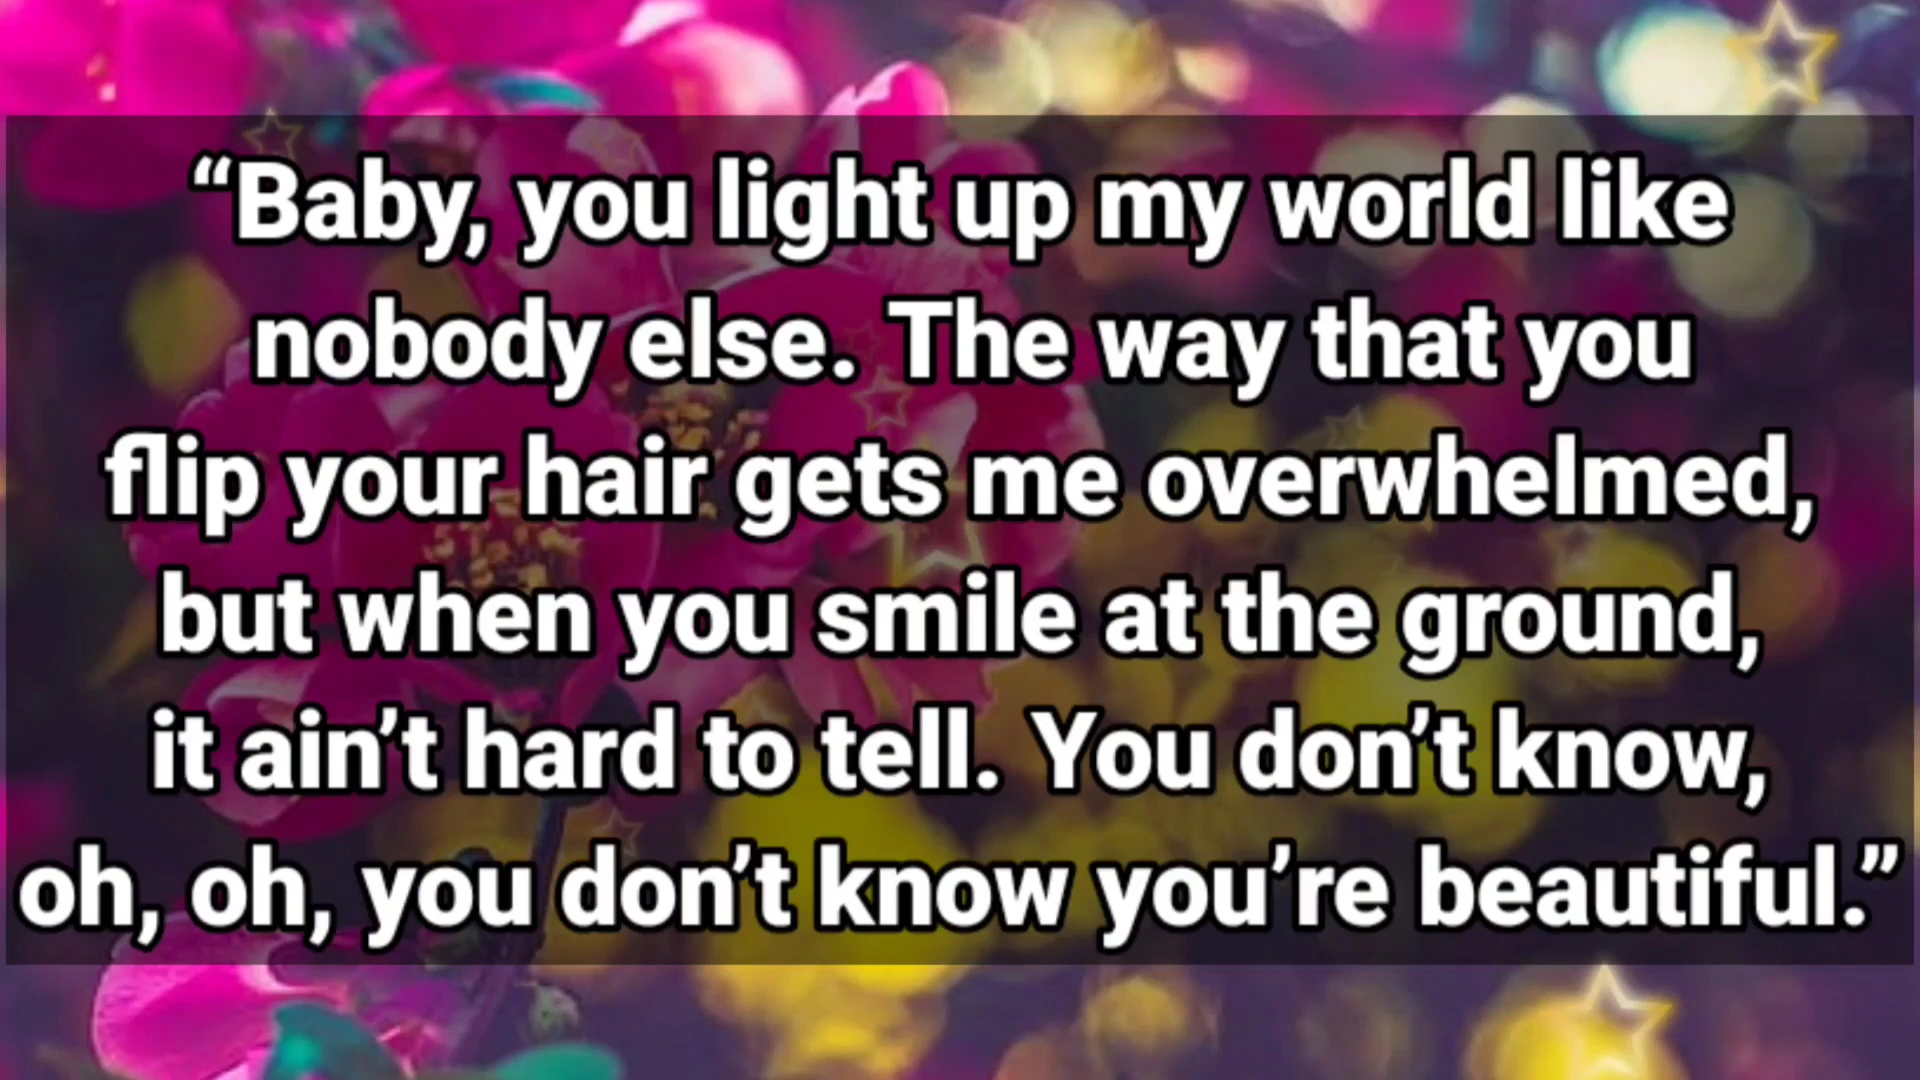 “Baby, you light up my world like
nobody else. The way that you
flip your hair gets me overwhelmed,
but when you smile at the ground,
it ain’t hard to tell. You don’t know,
oh, oh, you don’t know you’re beautiful.”